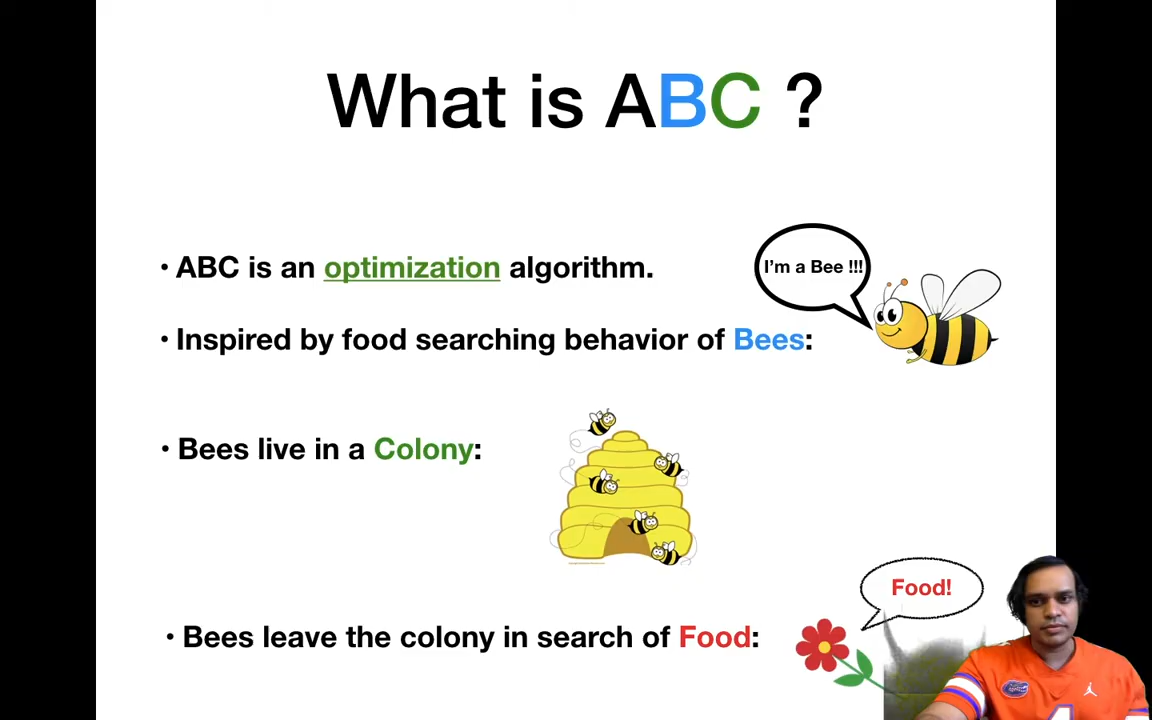 What is ABC ?
• ABC is an optimization algorithm.
I'm a Bee !!!
• Inspired by food searching behavior of Bees:
• Bees live in a Colony:
Food!
• Bees leave the colony in search of Food: